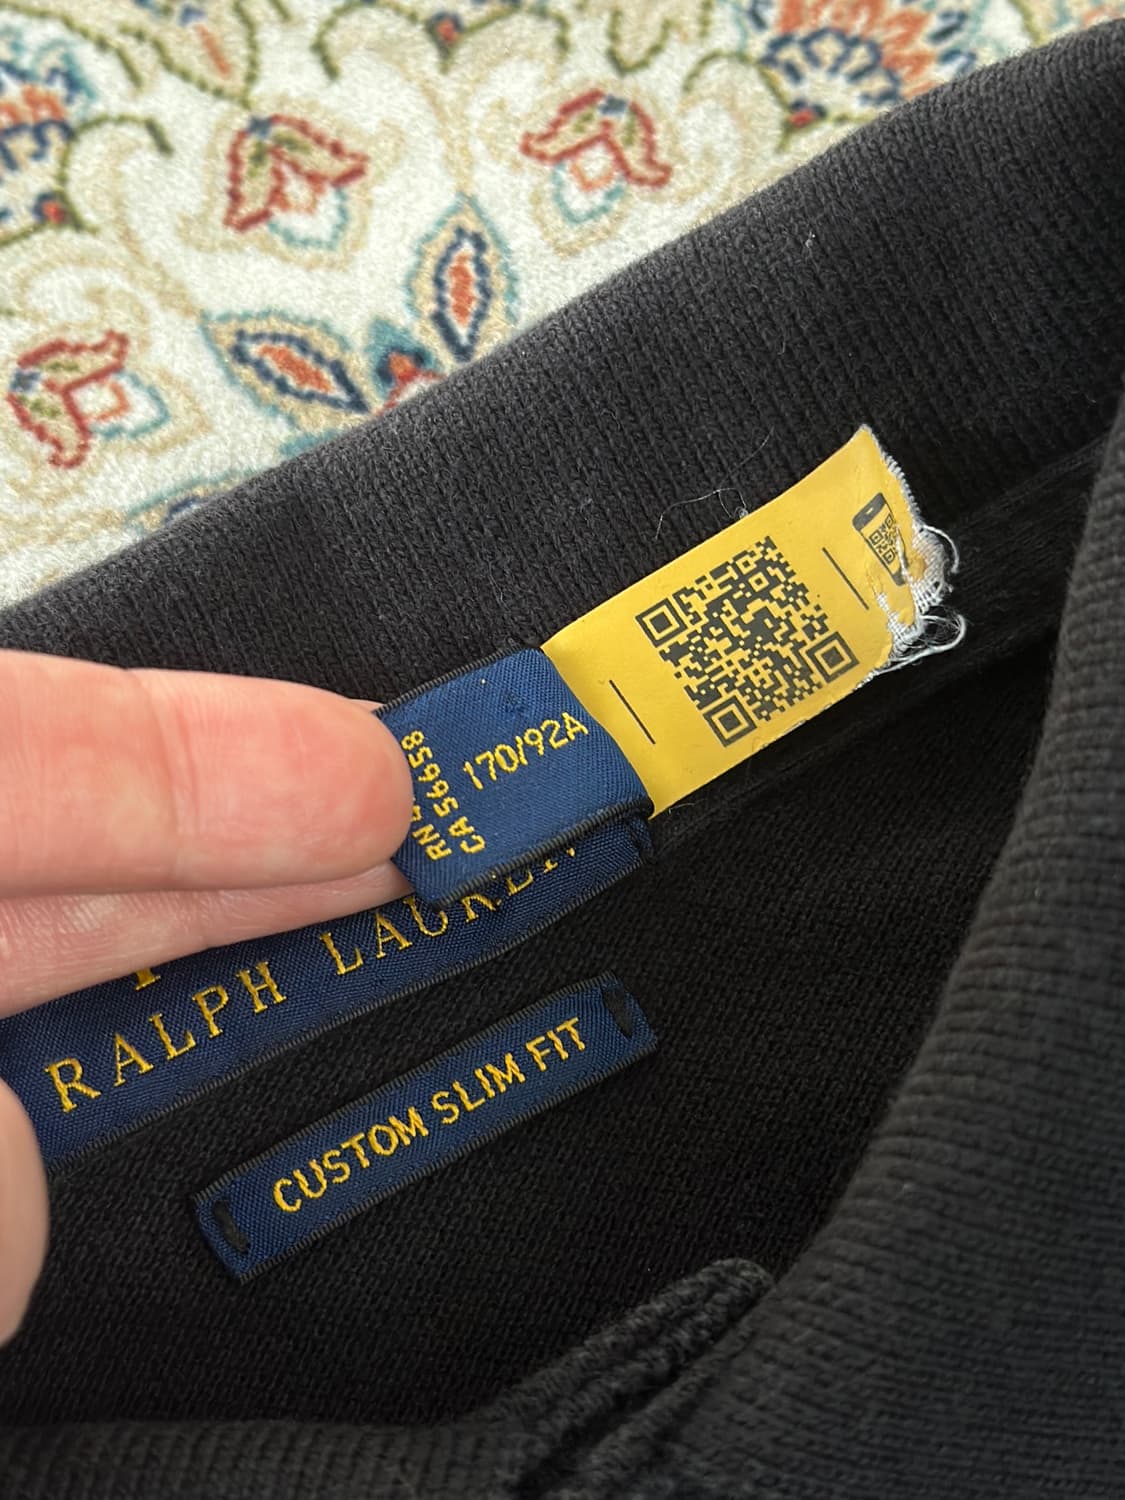 170/92A
RN
CA 56658
RALPH LAUREN
CUSTOM SLIM FIT